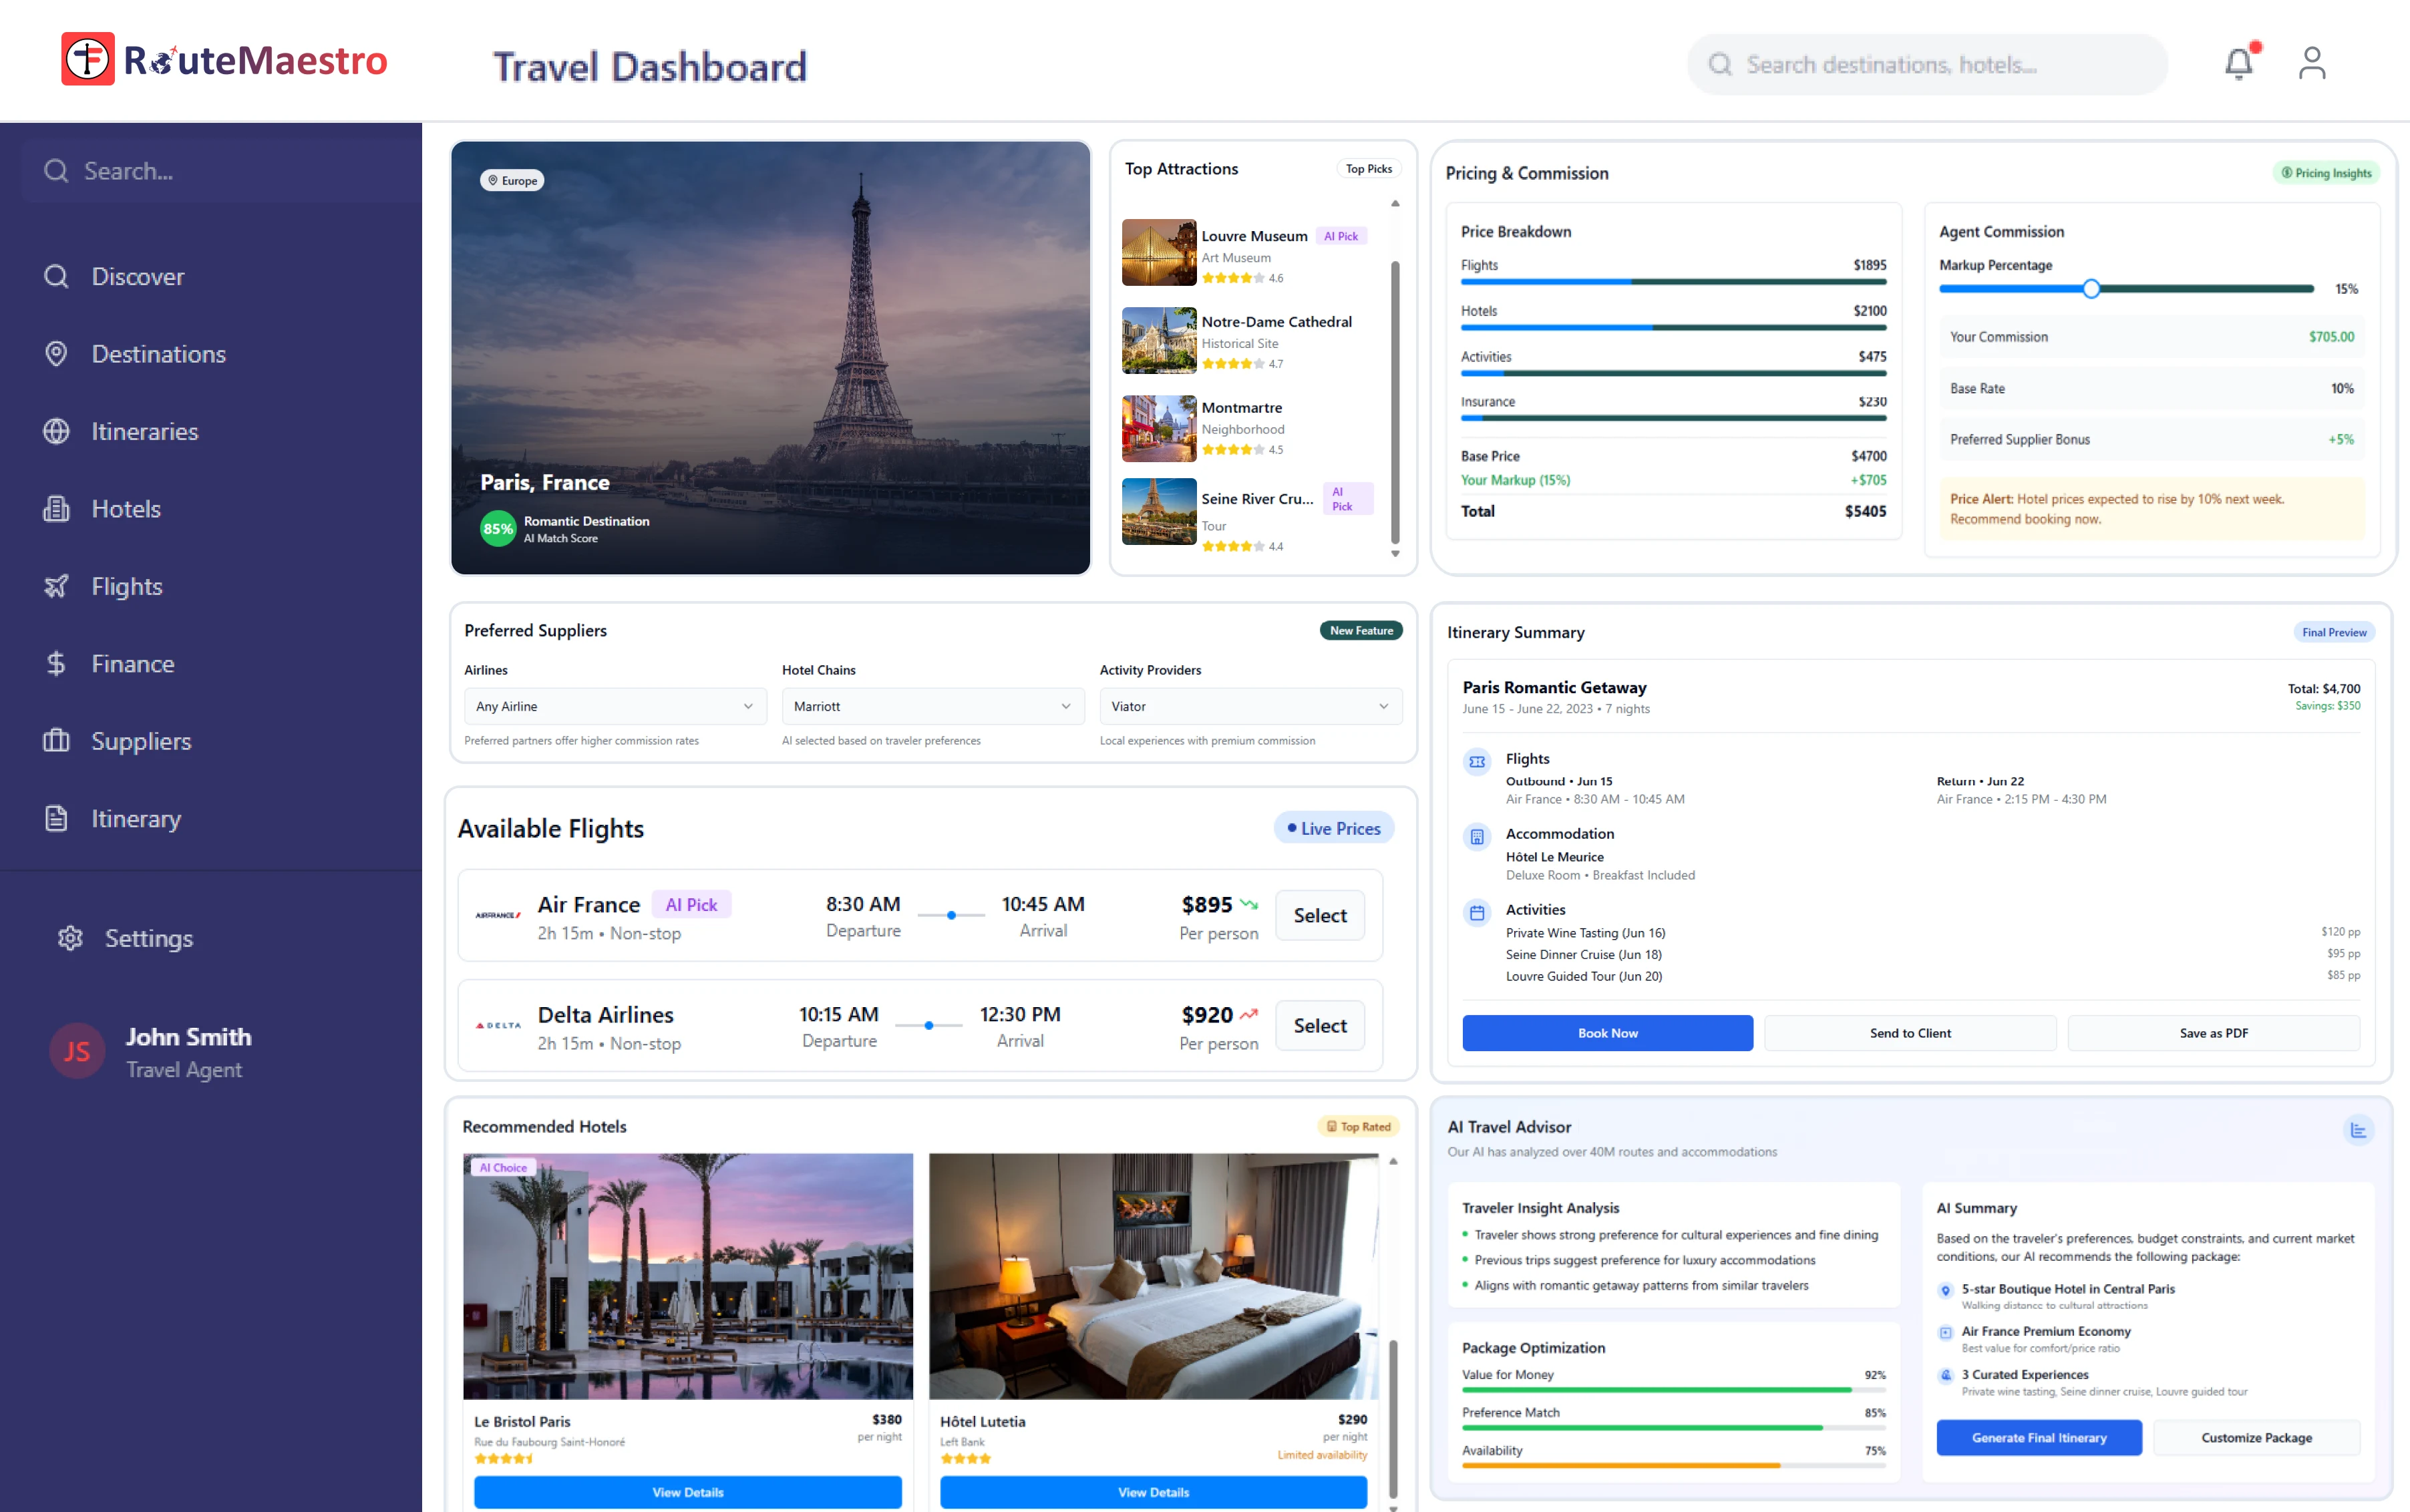 RouteMaestro
Travel Dashboard
Search destinations, hotels...
Search...
Discover
Destinations
Itineraries
Hotels
Flights
Finance
Suppliers
Itinerary
Settings
JS
John Smith
Travel Agent
Europe
Paris, France
85%
Romantic Destination
AI Match Score
Top Attractions
Top Picks
Louvre Museum AI Pick
Art Museum
4.6
Notre-Dame Cathedral
Historical Site
4.7
Montmartre
Neighborhood
4.5
Seine River Cru... AI Pick
Tour
4.4
Pricing & Commission
Pricing Insights
Price Breakdown
Flights $1895
Hotels $2100
Activities $475
Insurance $230
Base Price $4700
Your Markup (15%) +$705
Total $5405
Agent Commission
Markup Percentage
15%
Your Commission $705.00
Base Rate 10%
Preferred Supplier Bonus +5%
Price Alert: Hotel prices expected to rise by 10% next week.
Recommend booking now.
Preferred Suppliers
New Feature
Airlines
Any Airline
Preferred partners offer higher commission rates
Hotel Chains
Marriott
AI selected based on traveler preferences
Activity Providers
Viator
Local experiences with premium commission
Available Flights
Live Prices
AIRFRANCE
Air France AI Pick
2h 15m • Non-stop
8:30 AM
Departure
10:45 AM
Arrival
$895
Per person
Select
DELTA
Delta Airlines
2h 15m • Non-stop
10:15 AM
Departure
12:30 PM
Arrival
$920
Per person
Select
Itinerary Summary
Final Preview
Paris Romantic Getaway
June 15 - June 22, 2023 • 7 nights
Total: $4,700
Savings: $350
Flights
Outbound • Jun 15
Air France • 8:30 AM - 10:45 AM
Return • Jun 22
Air France • 2:15 PM - 4:30 PM
Accommodation
Hôtel Le Meurice
Deluxe Room • Breakfast Included
Activities
Private Wine Tasting (Jun 16) $120 pp
Seine Dinner Cruise (Jun 18) $95 pp
Louvre Guided Tour (Jun 20) $85 pp
Book Now
Send to Client
Save as PDF
Recommended Hotels
Top Rated
AI Choice
Le Bristol Paris $380
Rue du Faubourg Saint-Honoré per night
View Details
Hôtel Lutetia $290
Left Bank per night
Limited availability
View Details
AI Travel Advisor
Our AI has analyzed over 40M routes and accommodations
Traveler Insight Analysis
Traveler shows strong preference for cultural experiences and fine dining
Previous trips suggest preference for luxury accommodations
Aligns with romantic getaway patterns from similar travelers
Package Optimization
Value for Money 92%
Preference Match 85%
Availability 75%
AI Summary
Based on the traveler's preferences, budget constraints, and current market
conditions, our AI recommends the following package:
5-star Boutique Hotel in Central Paris
Walking distance to cultural attractions
Air France Premium Economy
Best value for comfort/price ratio
3 Curated Experiences
Private wine tasting, Seine dinner cruise, Louvre guided tour
Generate Final Itinerary
Customize Package